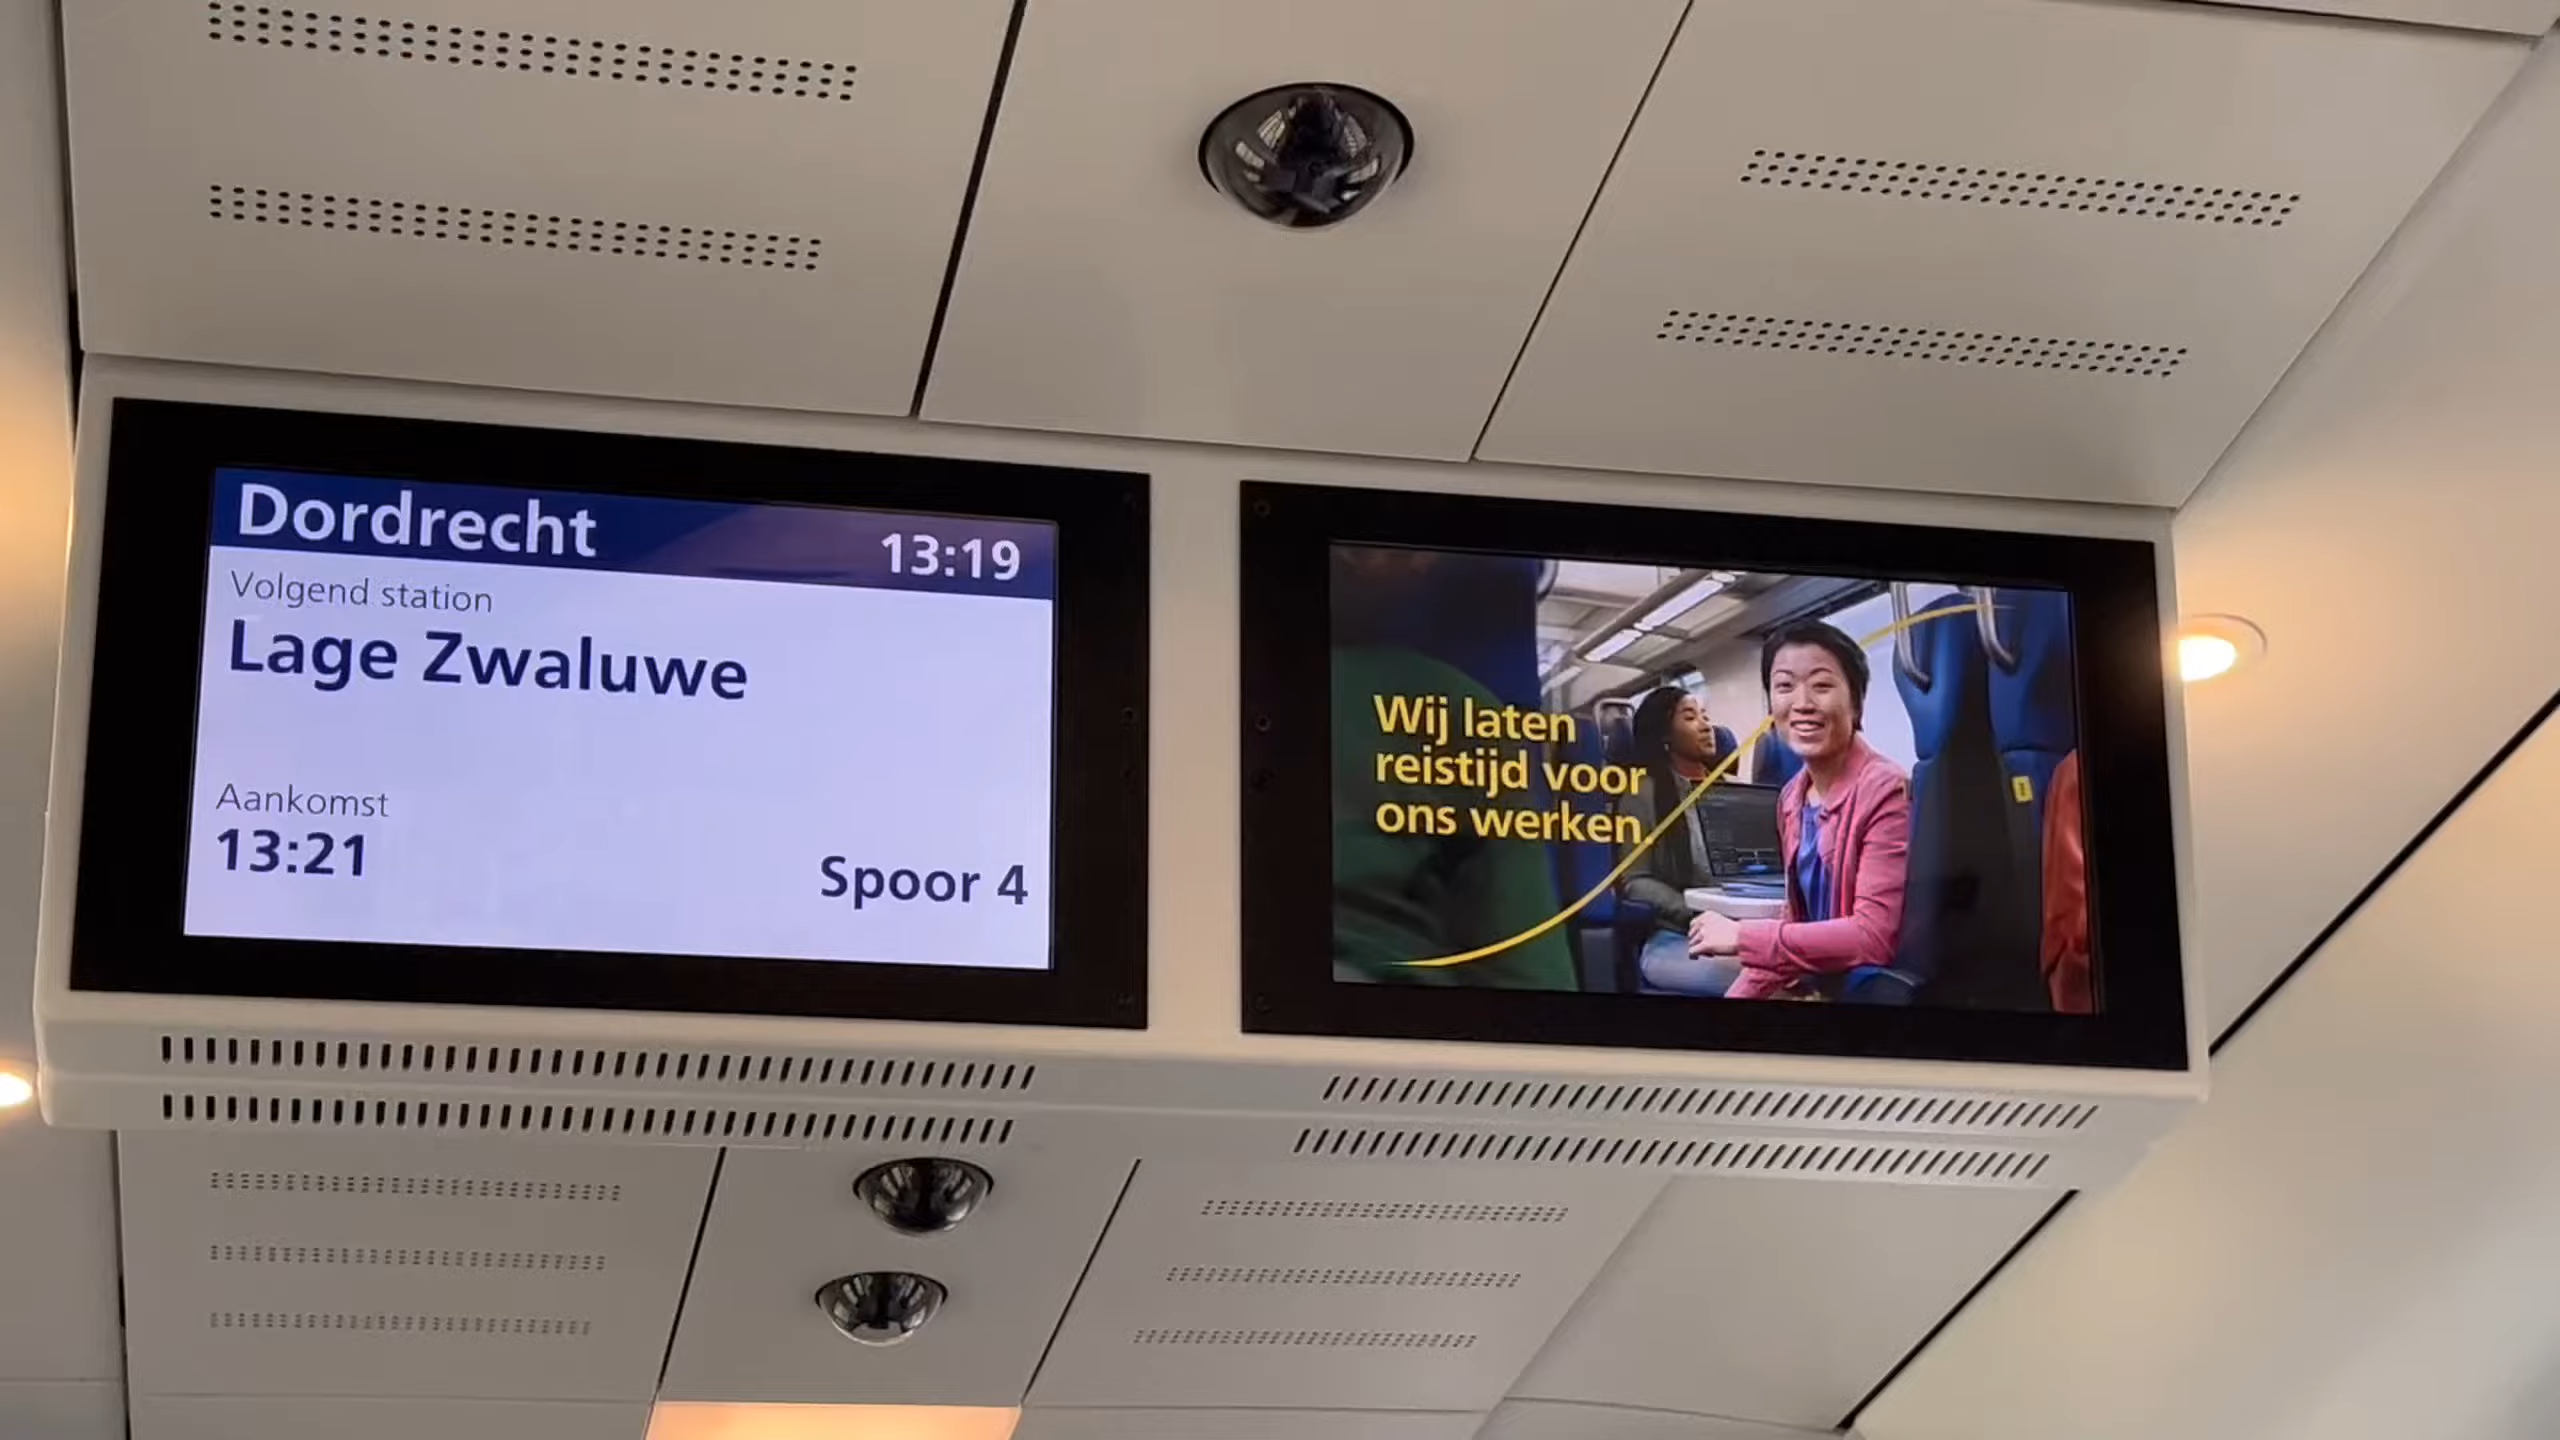 Dordrecht 13:19
Volgend station
Lage Zwaluwe
Aankomst
13:21
Spoor 4
Wij laten
reistijd voor
ons werken.